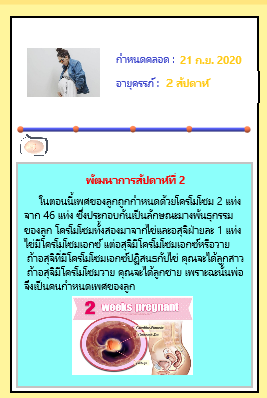 กำหนดคลอด : 21 ก.ย. 2020
อายุครรภ์ : 2 สัปดาห์
พัฒนาการสัปดาห์ที่ 2
ในตอนนี้เพศของลูกถูกกำหนดด้วยโครโมโซม 2 แท่ง
จาก 46 แท่ง ซึ่งประกอบกันเป็นลักษณะทางพันธุกรรม
ของลูก โครโมโซมทั้งสองมาจากไข่และอสุจิฝ่ายละ 1 แท่ง
ไข่มีโครโมโซมเอกซ์ แต่อสุจิมีโครโมโซมเอกซ์หรือวาย
ถ้าอสุจิที่มีโครโมโซมเอกซ์ปฏิสนธิกับไข่ คุณจะได้ลูกสาว
ถ้าอสุจิมีโครโมโซมวาย คุณจะได้ลูกชาย เพราะฉะนั้นพ่อ
จึงเป็นคนกำหนดเพศของลูก
2 weeks pregnant